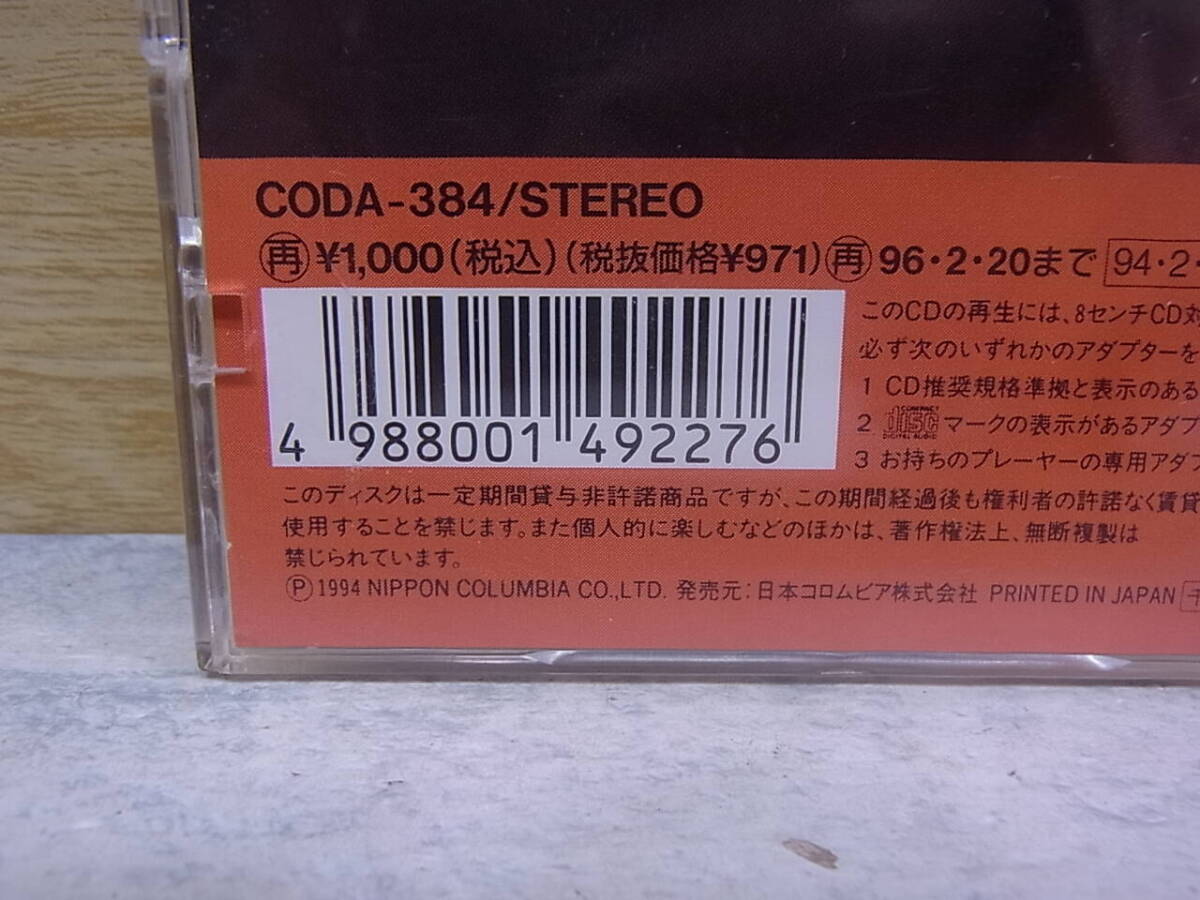 CODA-384/STEREO
再 ¥1,000(税込)(税抜価格¥971) 再 96・2・20まで 94・2・
4 988001 492276
このCDの再生には、8センチCD対
必ず次のいずれかのアダプターを
1 CD推奨規格準拠と表示のある
2 COMPACT disc DIGITAL AUDIO マークの表示があるアダプ
3 お持ちのプレーヤーの専用アダプ
このディスクは一定期間貸与非許諾商品ですが、この期間経過後も権利者の許諾なく賃貸
使用することを禁じます。また個人的に楽しむなどのほかは、著作権法上、無断複製は
禁じられています。
Ⓟ 1994 NIPPON COLUMBIA CO.,LTD. 発売元:日本コロムビア株式会社 PRINTED IN JAPAN